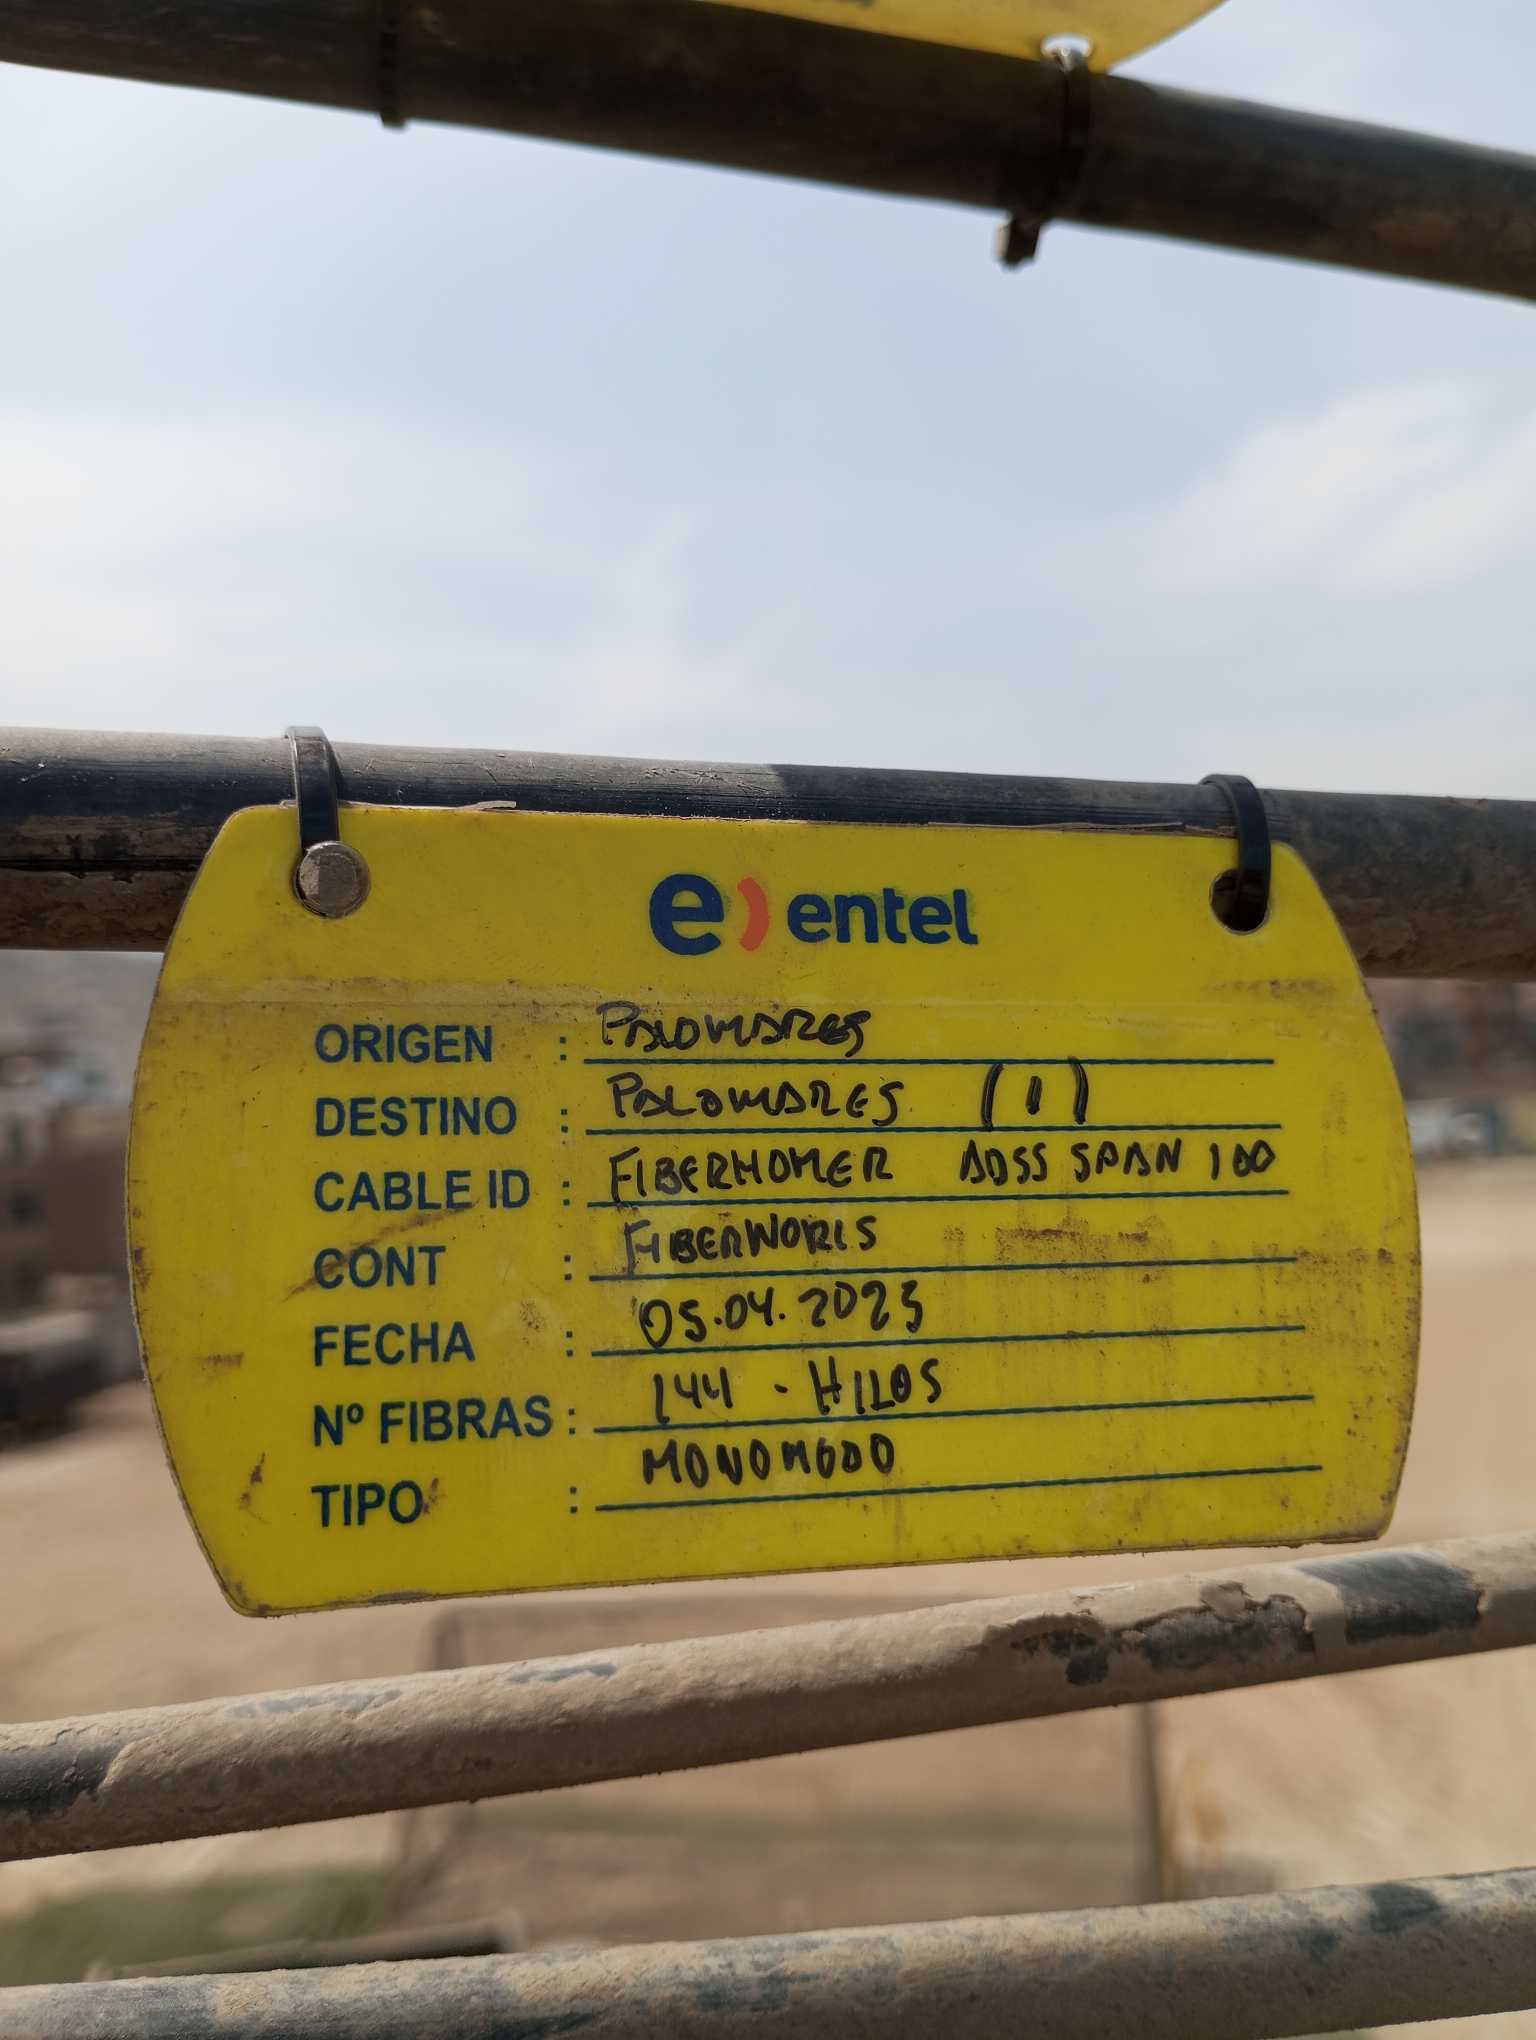 e) entel
ORIGEN : PALOMARES
DESTINO : PALOMARES (1)
CABLE ID : FIBERHOMER ADSS SPAN 100
CONT : FIBERWORKS
FECHA : 05.04.2023
Nº FIBRAS : 144 - HILOS
TIPO : MONOMODO